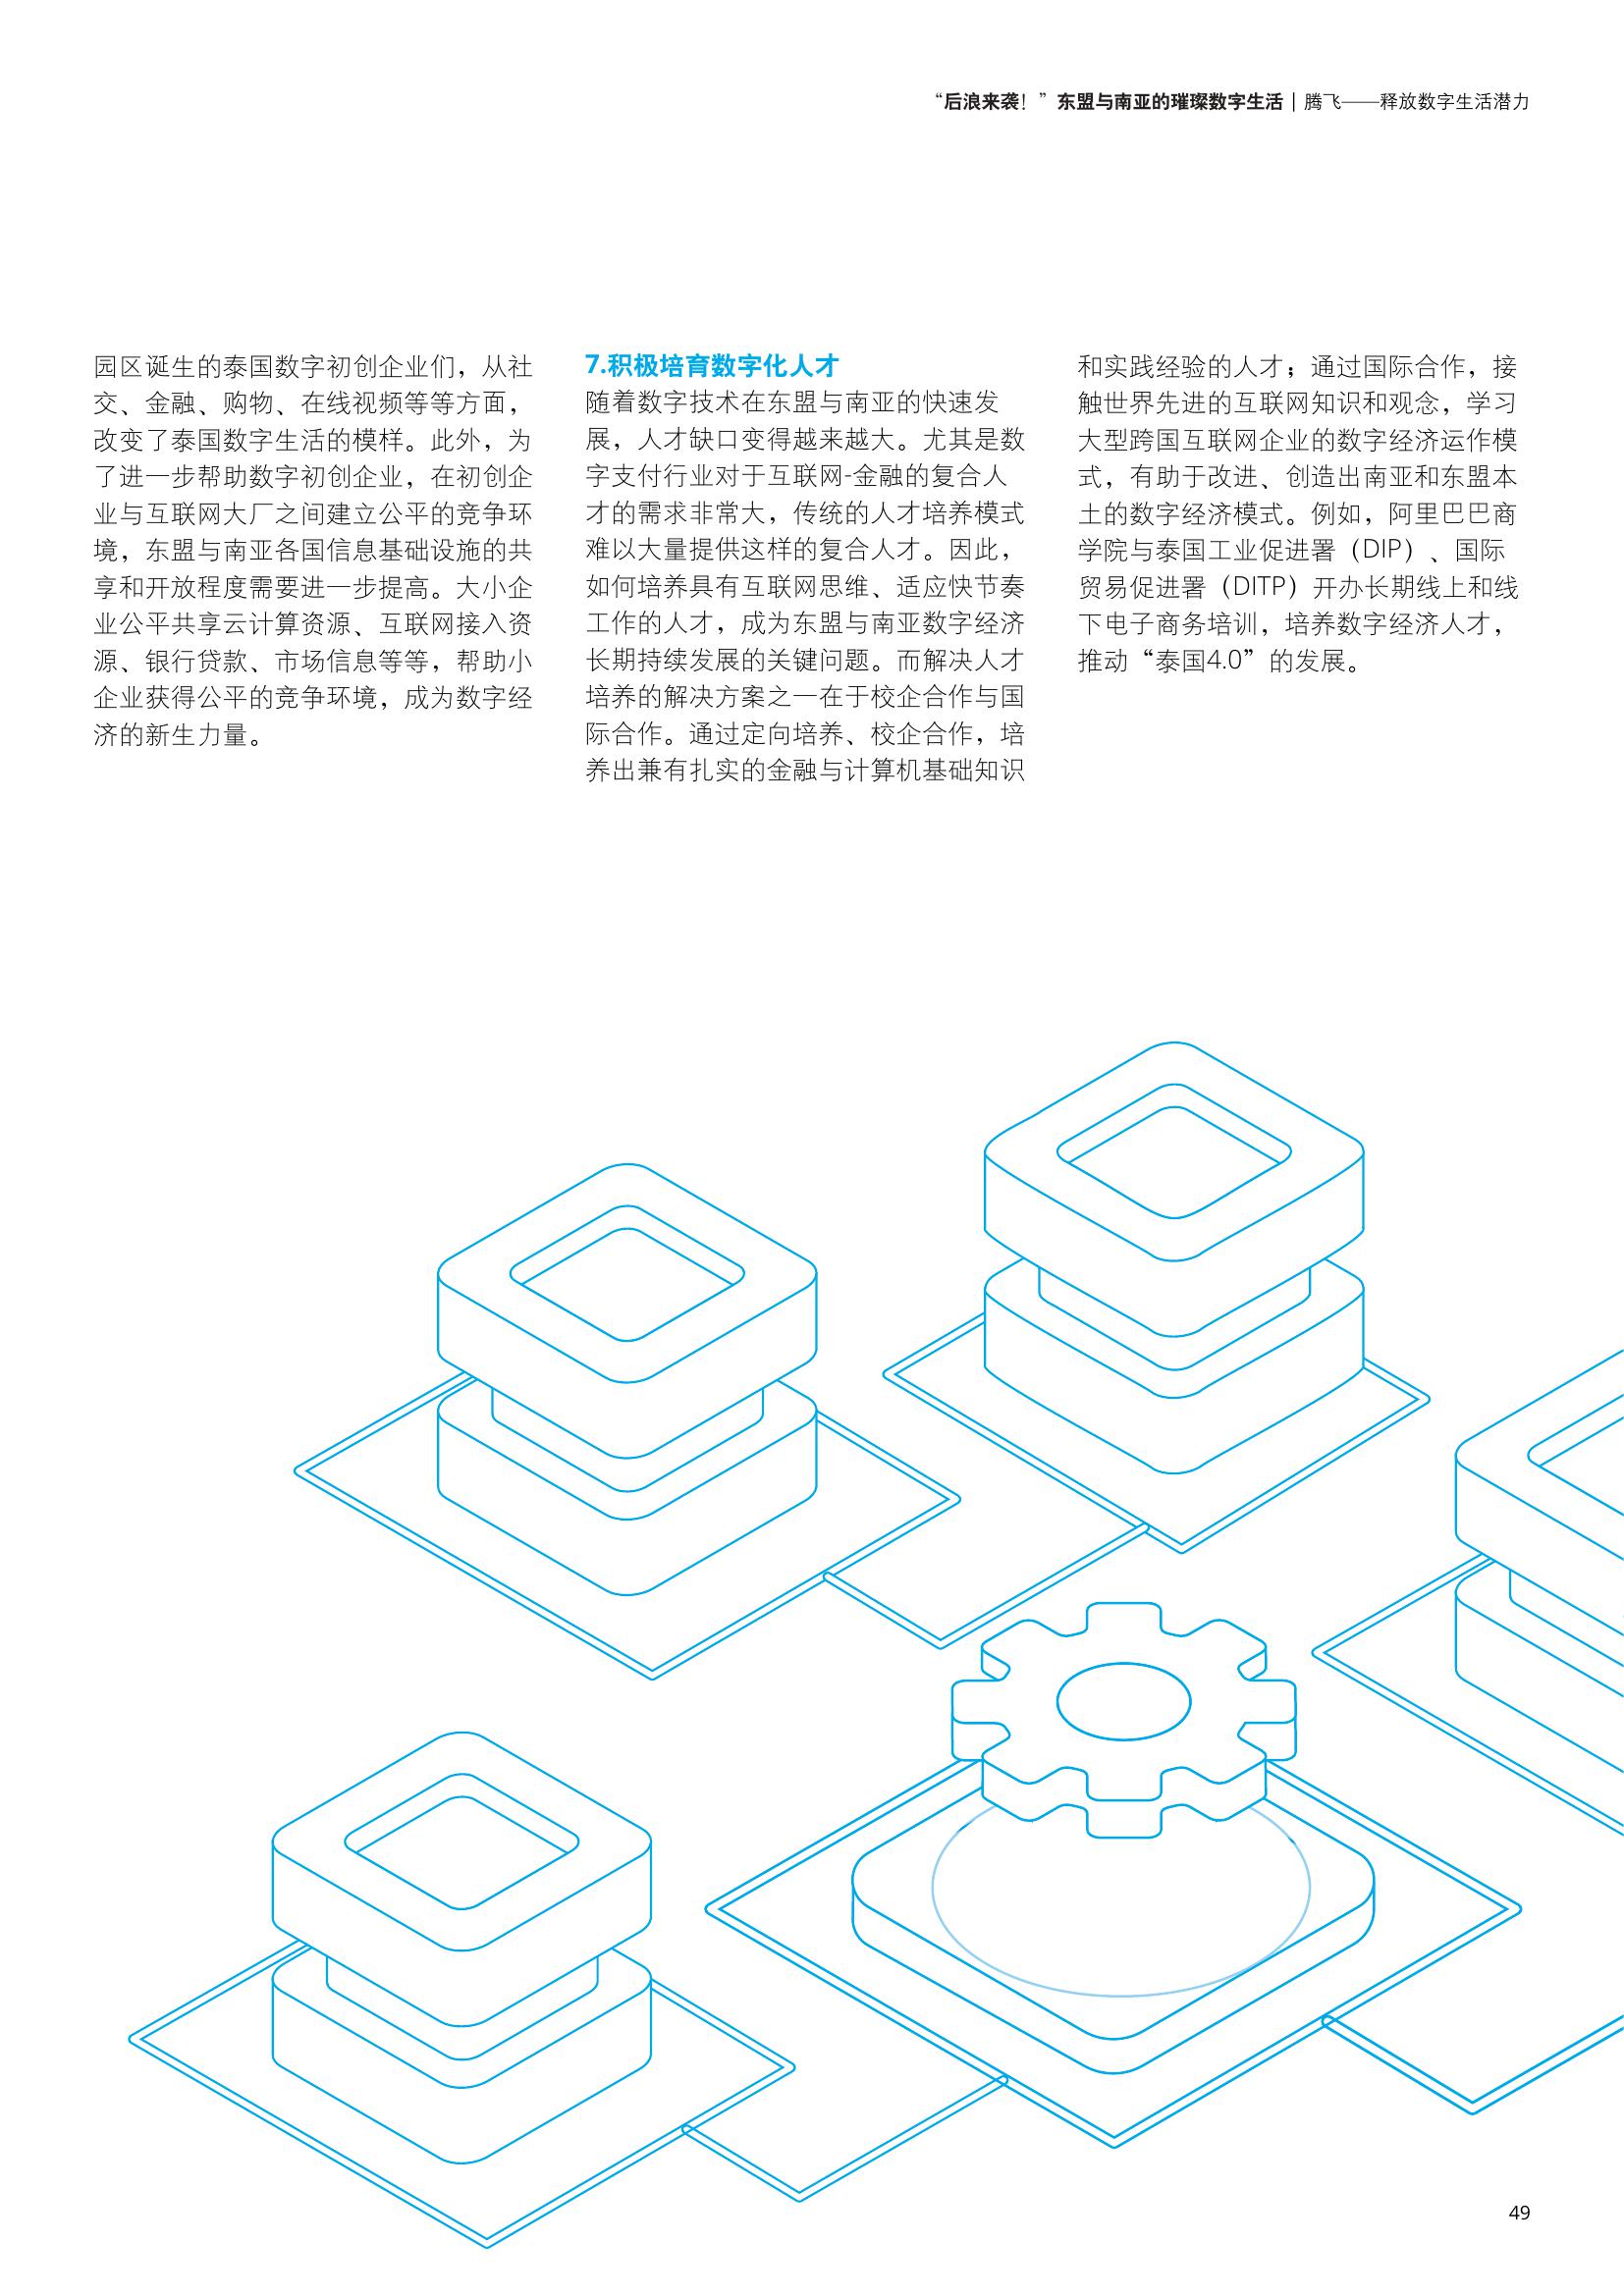 “后浪来袭！”东盟与南亚的璀璨数字生活 | 腾飞——释放数字生活潜力
园区诞生的泰国数字初创企业们，从社
交、金融、购物、在线视频等等方面，
改变了泰国数字生活的模样。此外，为
了进一步帮助数字初创企业，在初创企
业与互联网大厂之间建立公平的竞争环
境，东盟与南亚各国信息基础设施的共
享和开放程度需要进一步提高。大小企
业公平共享云计算资源、互联网接入资
源、银行贷款、市场信息等等，帮助小
企业获得公平的竞争环境，成为数字经
济的新生力量。
7.积极培育数字化人才
随着数字技术在东盟与南亚的快速发
展，人才缺口变得越来越大。尤其是数
字支付行业对于互联网-金融的复合人
才的需求非常大，传统的人才培养模式
难以大量提供这样的复合人才。因此，
如何培养具有互联网思维、适应快节奏
工作的人才，成为东盟与南亚数字经济
长期持续发展的关键问题。而解决人才
培养的解决方案之一在于校企合作与国
际合作。通过定向培养、校企合作，培
养出兼有扎实的金融与计算机基础知识
和实践经验的人才；通过国际合作，接
触世界先进的互联网知识和观念，学习
大型跨国互联网企业的数字经济运作模
式，有助于改进、创造出南亚和东盟本
土的数字经济模式。例如，阿里巴巴商
学院与泰国工业促进署（DIP）、国际
贸易促进署（DITP）开办长期线上和线
下电子商务培训，培养数字经济人才，
推动“泰国4.0”的发展。
49